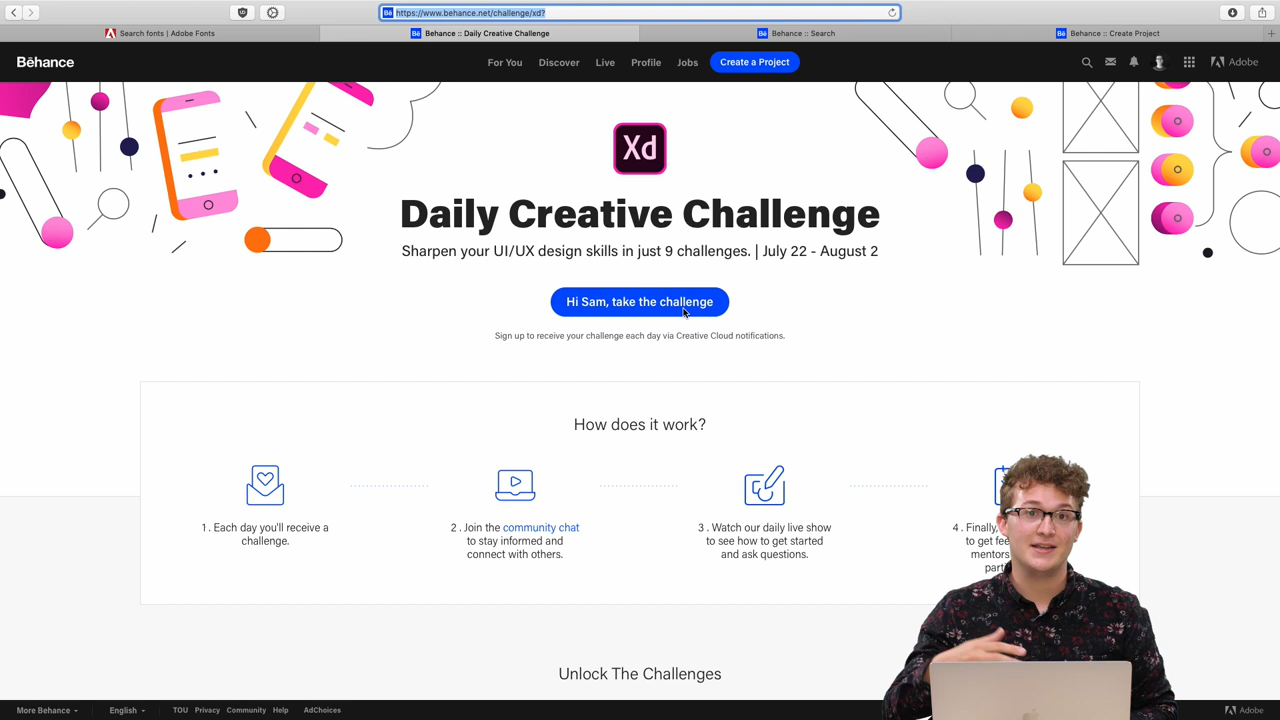 https://www.behance.net/challenge/xd?
Search fonts | Adobe Fonts
Bē Behance :: Daily Creative Challenge
Bē Behance :: Search
Bē Behance :: Create Project
Bēhance
For You
Discover
Live
Profile
Jobs
Create a Project
Adobe
Xd
Daily Creative Challenge
Sharpen your UI/UX design skills in just 9 challenges. | July 22 - August 2
Hi Sam, take the challenge
Sign up to receive your challenge each day via Creative Cloud notifications.
How does it work?
1 . Each day you'll receive a
challenge.
2 . Join the community chat
to stay informed and
connect with others.
3 . Watch our daily live show
to see how to get started
and ask questions.
4 . Finally,
to get fee
mentors
parti
Unlock The Challenges
More Behance
English
TOU
Privacy
Community
Help
AdChoices
Adobe